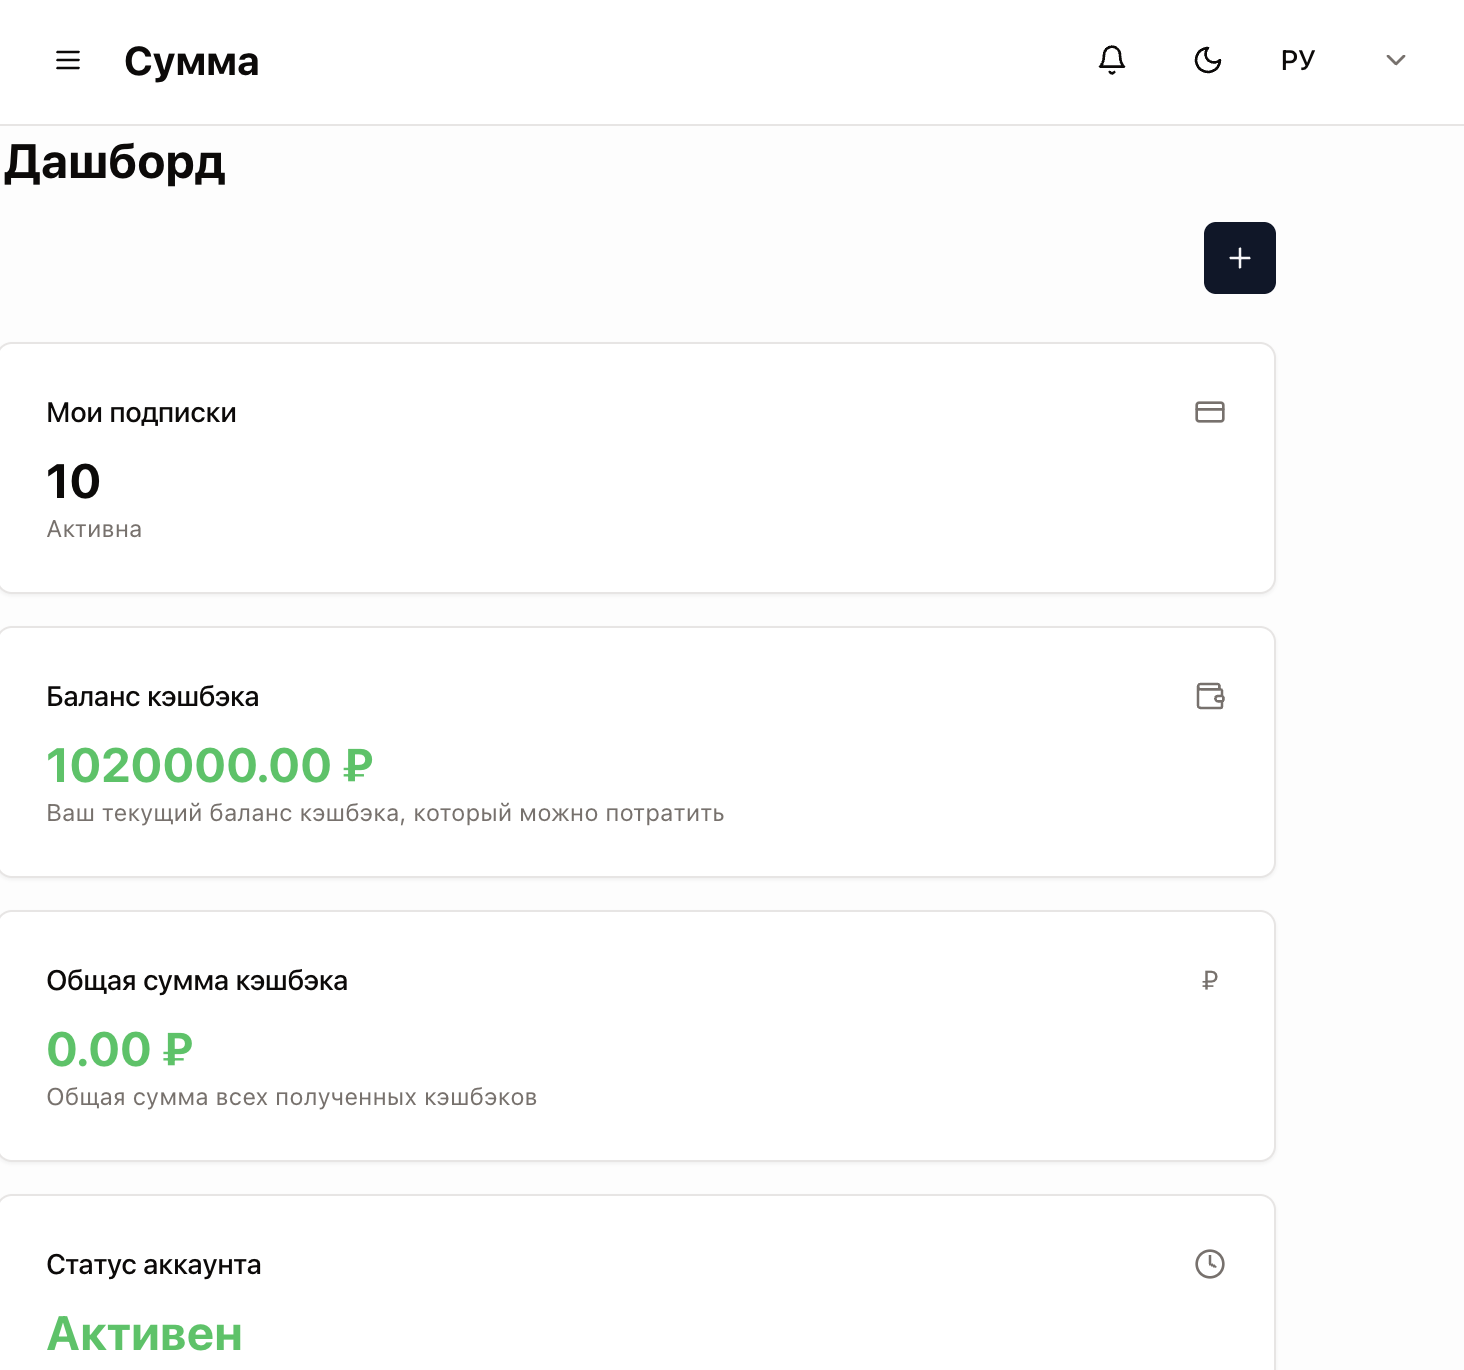 Сумма
РУ
Дашборд
Мои подписки
10
Активна
Баланс кэшбэка
1020000.00 ₽
Ваш текущий баланс кэшбэка, который можно потратить
Общая сумма кэшбэка
₽
0.00 ₽
Общая сумма всех полученных кэшбэков
Статус аккаунта
Активен